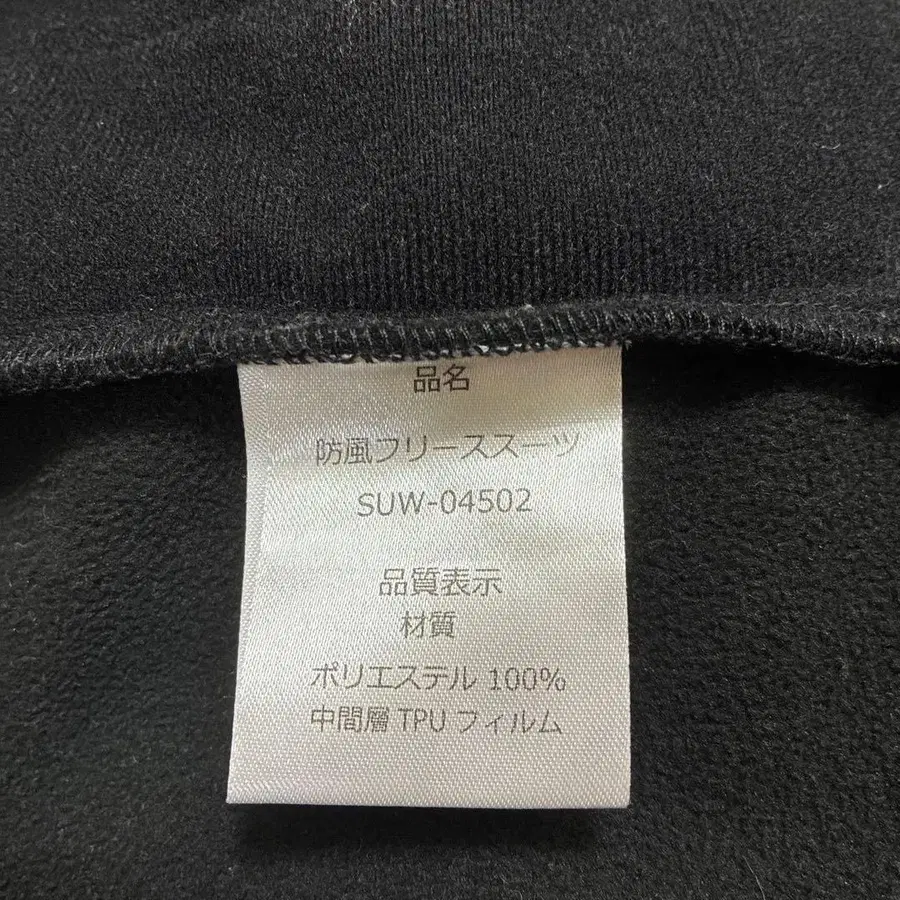 品名
防風フリーススーツ
SUW-04502
品質表示
材質
ポリエステル 100%
中間層 TPU フィルム